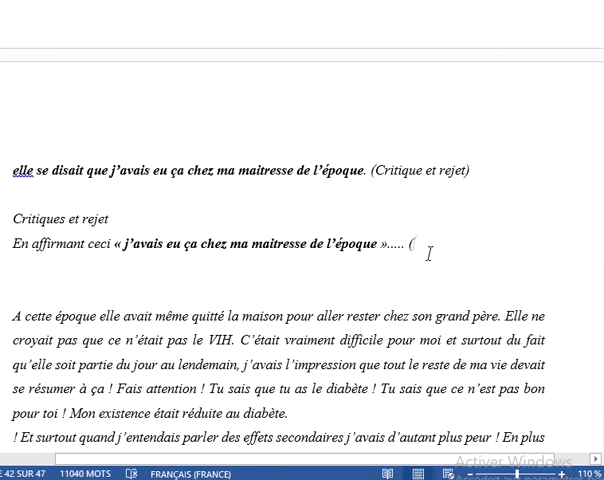 elle se disait que j'avais eu ça chez ma maitresse de l'époque. (Critique et rejet)
Critiques et rejet
En affirmant ceci « j'avais eu ça chez ma maitresse de l'époque »..... (
A cette époque elle avait même quitté la maison pour aller rester chez son grand père. Elle ne
croyait pas que ce n'était pas le VIH. C'était vraiment difficile pour moi et surtout du fait
qu'elle soit partie du jour au lendemain, j'avais l'impression que tout le reste de ma vie devait
se résumer à ça ! Fais attention ! Tu sais que tu as le diabète ! Tu sais que ce n'est pas bon
pour toi ! Mon existence était réduite au diabète.
! Et surtout quand j'entendais parler des effets secondaires j'avais d'autant plus peur ! En plus
Activer Windows
E 42 SUR 47 11040 MOTS FRANÇAIS (FRANCE) 110 %